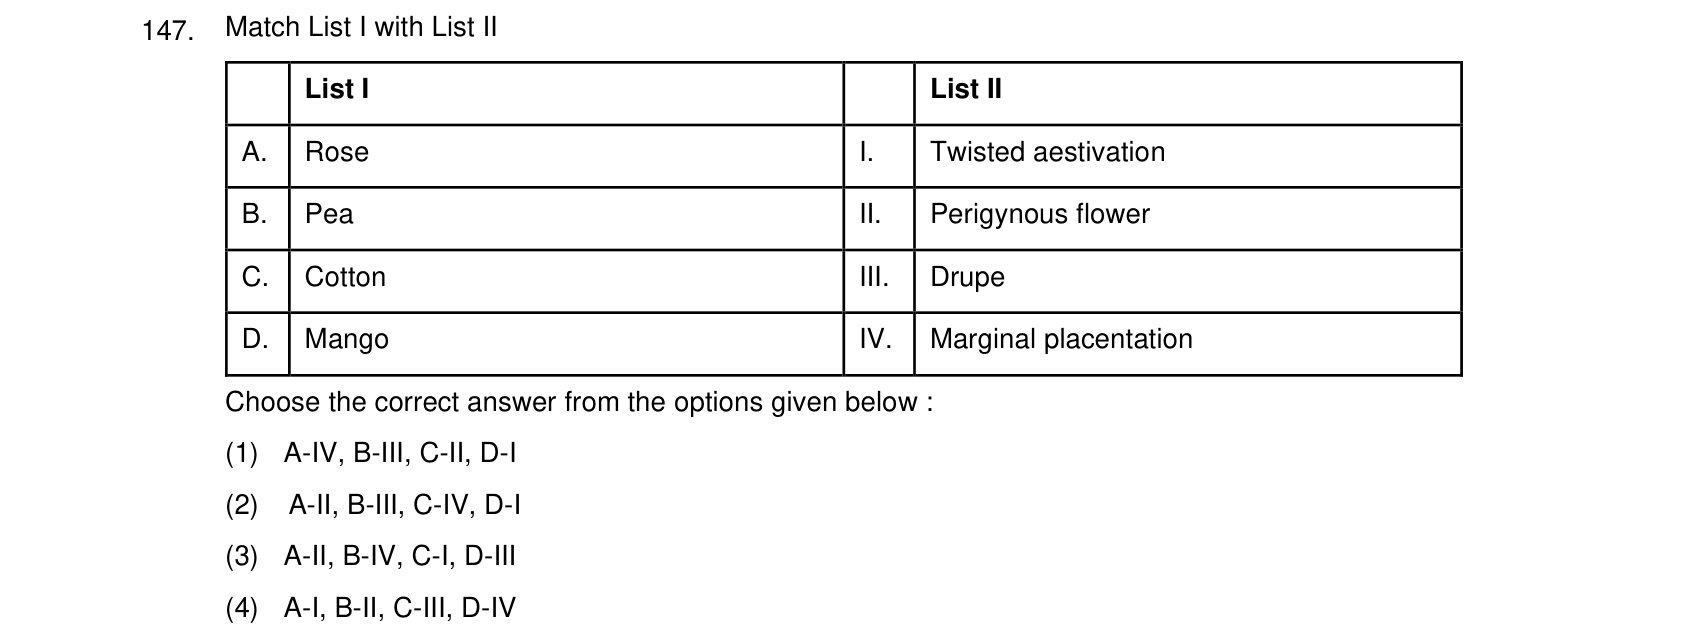 147. Match List I with List II
List I List II
A. Rose I. Twisted aestivation
B. Pea II. Perigynous flower
C. Cotton III. Drupe
D. Mango IV. Marginal placentation
Choose the correct answer from the options given below :
(1) A-IV, B-III, C-II, D-I
(2) A-II, B-III, C-IV, D-I
(3) A-II, B-IV, C-I, D-III
(4) A-I, B-II, C-III, D-IV